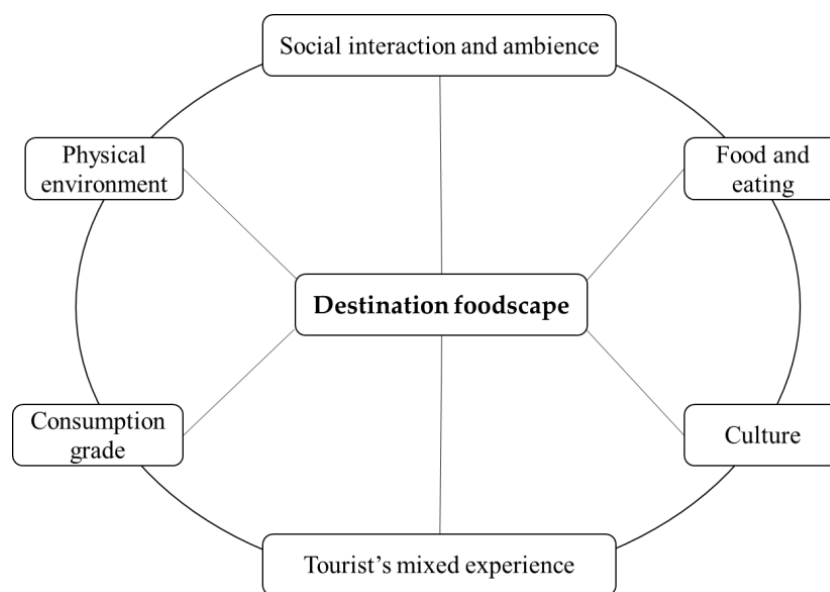 Social interaction and ambience
Physical
environment
Food and
eating
Destination foodscape
Consumption
grade
Culture
Tourist’s mixed experience